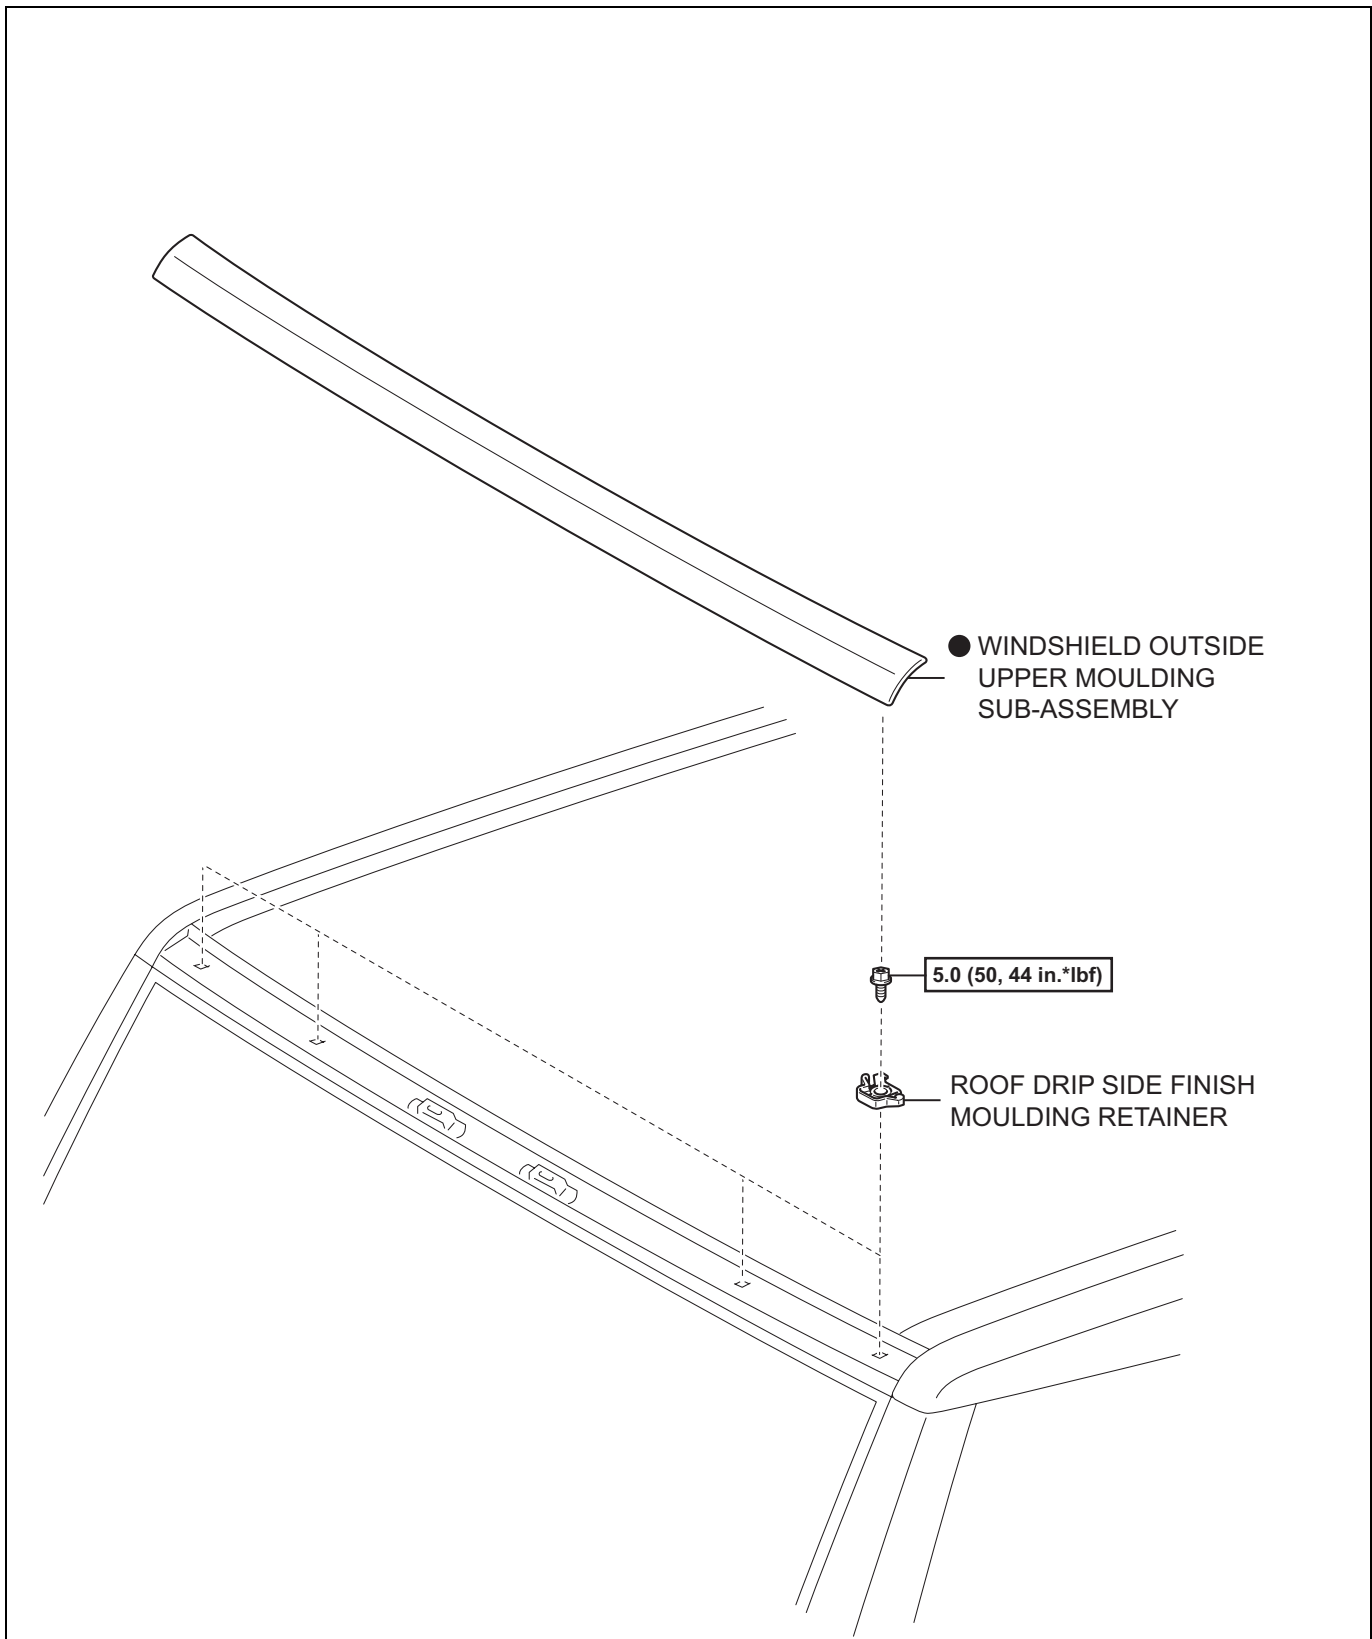 ● WINDSHIELD OUTSIDE
UPPER MOULDING
SUB-ASSEMBLY
5.0 (50, 44 in.*lbf)
ROOF DRIP SIDE FINISH
MOULDING RETAINER